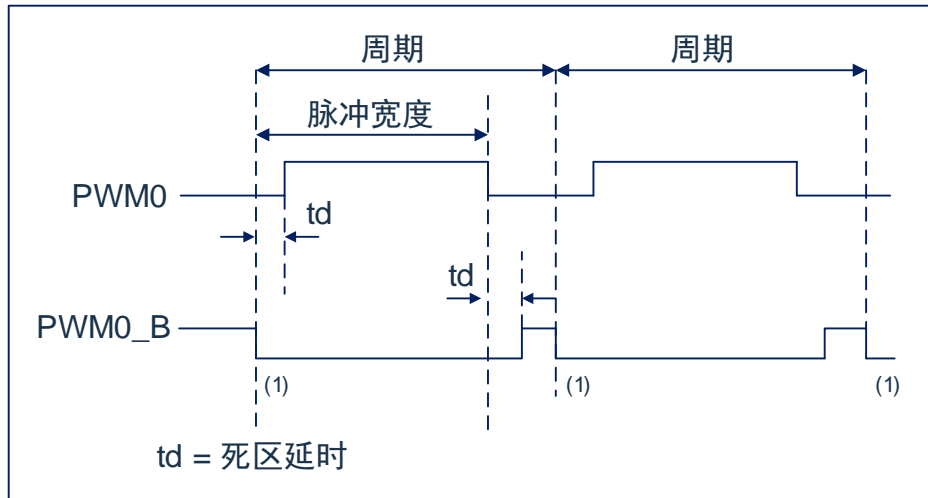 周期
周期
脉冲宽度
PWM0
td
td
PWM0_B
(1)
(1)
(1)
td = 死区延时